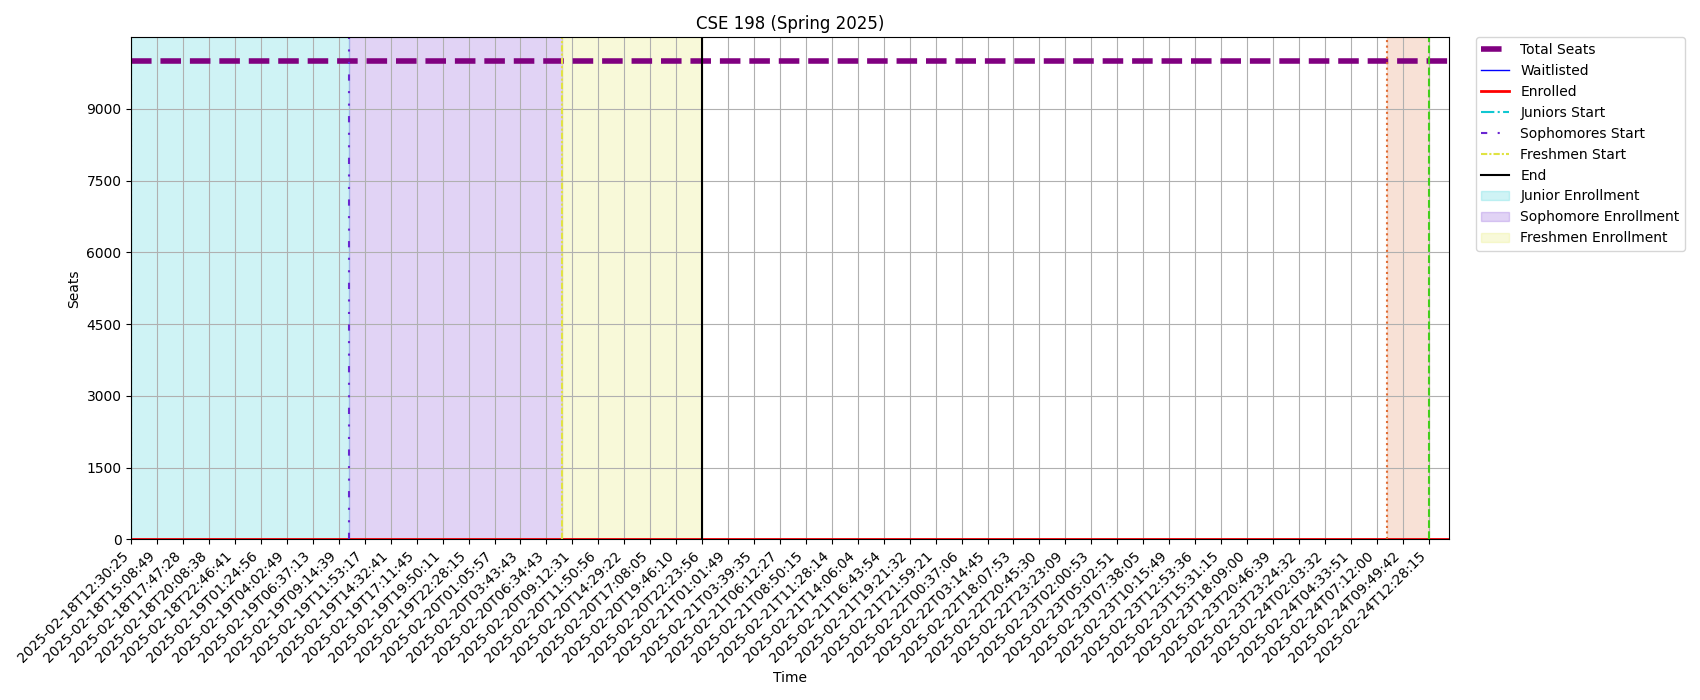 CSE 198 (Spring 2025)
Total Seats
Waitlisted
Enrolled
Juniors Start
Sophomores Start
Freshmen Start
End
Junior Enrollment
Sophomore Enrollment
Freshmen Enrollment
Seats
9000
7500
6000
4500
3000
1500
0
2025-02-18T12:30:25
2025-02-18T15:08:49
2025-02-18T17:47:28
2025-02-18T20:08:38
2025-02-18T22:46:41
2025-02-19T01:24:56
2025-02-19T04:02:49
2025-02-19T06:37:13
2025-02-19T09:14:39
2025-02-19T11:53:17
2025-02-19T14:32:41
2025-02-19T17:11:45
2025-02-19T19:50:11
2025-02-19T22:28:15
2025-02-20T01:05:57
2025-02-20T03:43:43
2025-02-20T06:34:43
2025-02-20T09:12:31
2025-02-20T11:50:56
2025-02-20T14:29:22
2025-02-20T17:08:05
2025-02-20T19:46:10
2025-02-20T22:23:56
2025-02-21T01:01:49
2025-02-21T03:39:35
2025-02-21T06:12:27
2025-02-21T08:50:15
2025-02-21T11:28:14
2025-02-21T14:06:04
2025-02-21T16:43:54
2025-02-21T19:21:32
2025-02-21T21:59:21
2025-02-22T00:37:06
2025-02-22T03:14:45
2025-02-22T18:07:53
2025-02-22T20:45:30
2025-02-22T23:23:09
2025-02-23T02:00:53
2025-02-23T05:02:51
2025-02-23T07:38:05
2025-02-23T10:15:49
2025-02-23T12:53:36
2025-02-23T15:31:15
2025-02-23T18:09:00
2025-02-23T20:46:39
2025-02-23T23:24:32
2025-02-24T02:03:32
2025-02-24T04:33:51
2025-02-24T07:12:00
2025-02-24T09:49:42
2025-02-24T12:28:15
Time